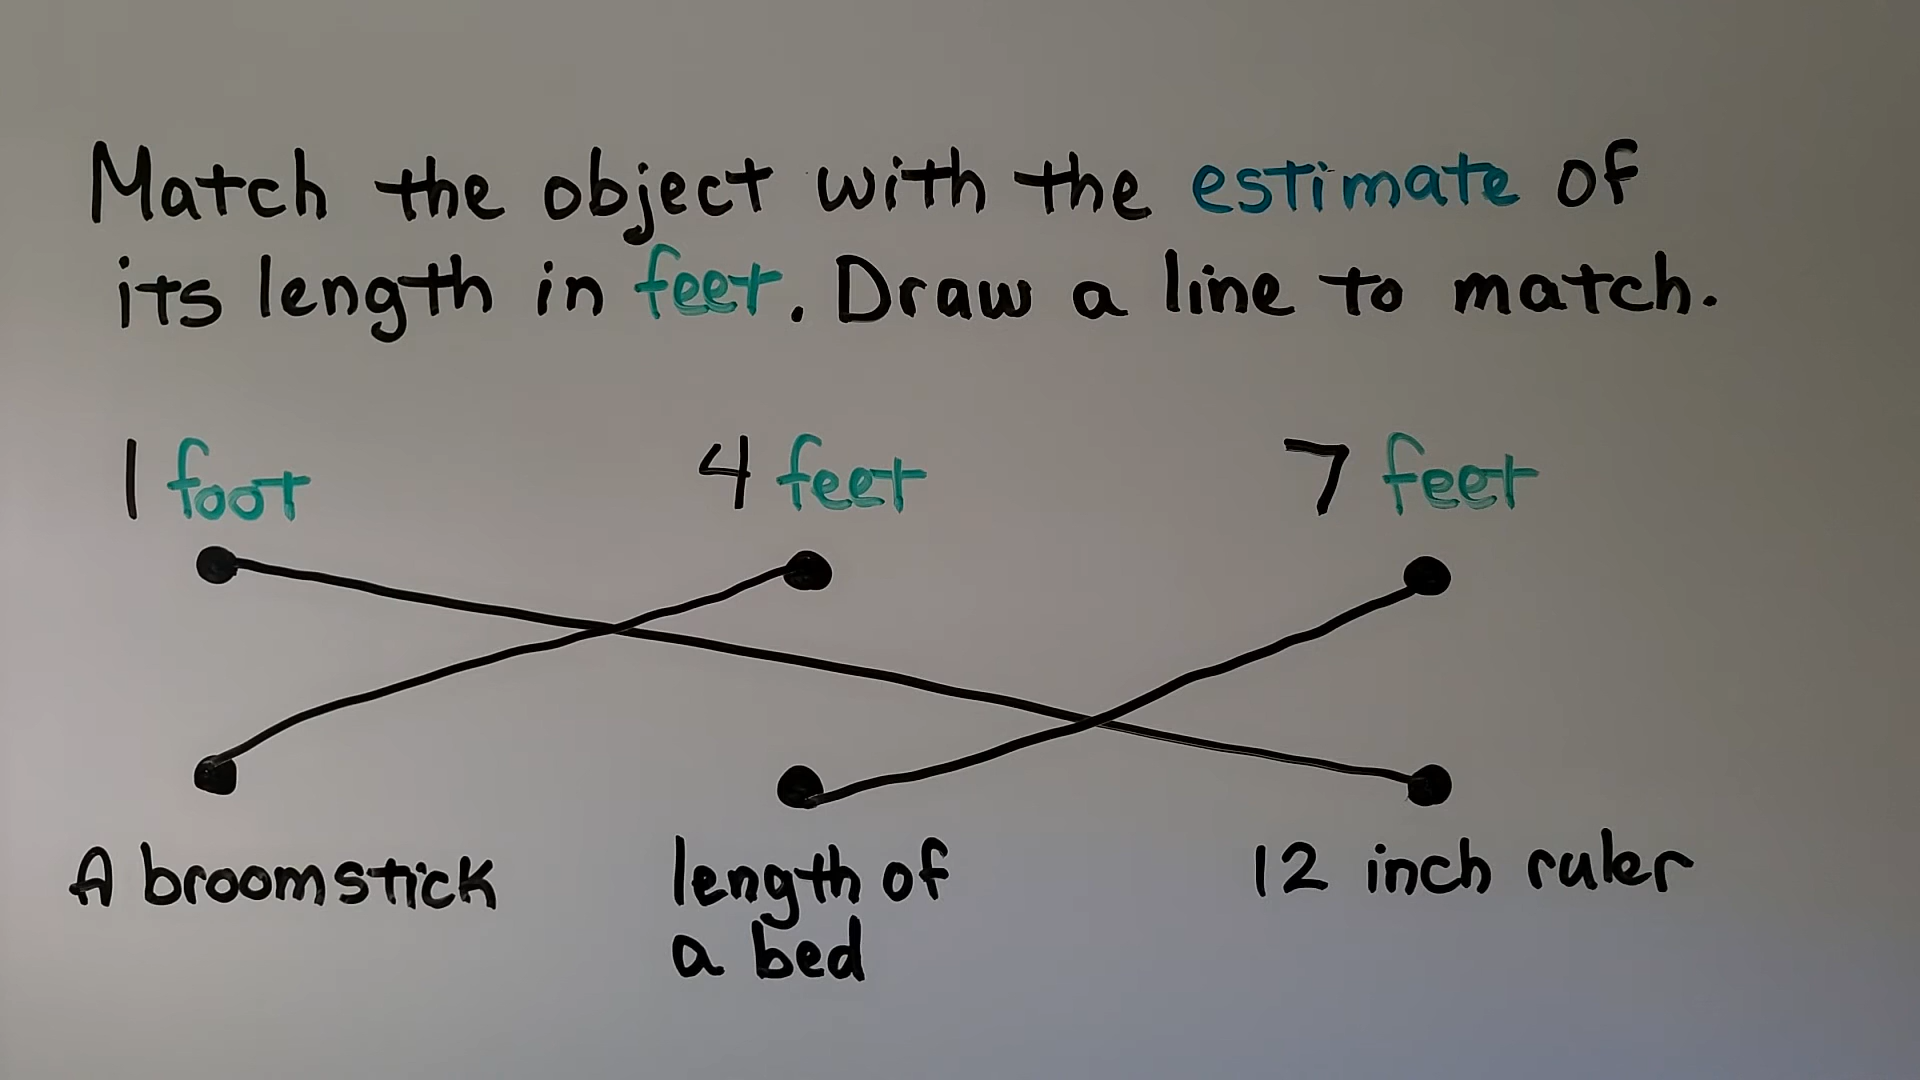 Match the object with the estimate of
its length in feet. Draw a line to match.
1 foot
4 feet
7 feet
A broomstick
length of
a bed
12 inch ruler